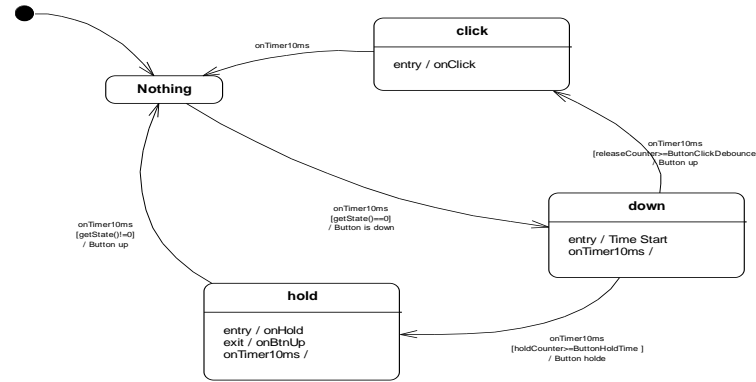 click
entry / onClick
onTimer10ms
Nothing
onTimer10ms
[releaseCounter>=ButtonClickDebounce
/ Button up
down
entry / Time Start
onTimer10ms /
onTimer10ms
[getState()==0]
/ Button is down
onTimer10ms
[getState()!=0]
/ Button up
hold
entry / onHold
exit / onBtnUp
onTimer10ms /
onTimer10ms
[holdCounter>=ButtonHoldTime ]
/ Button holde